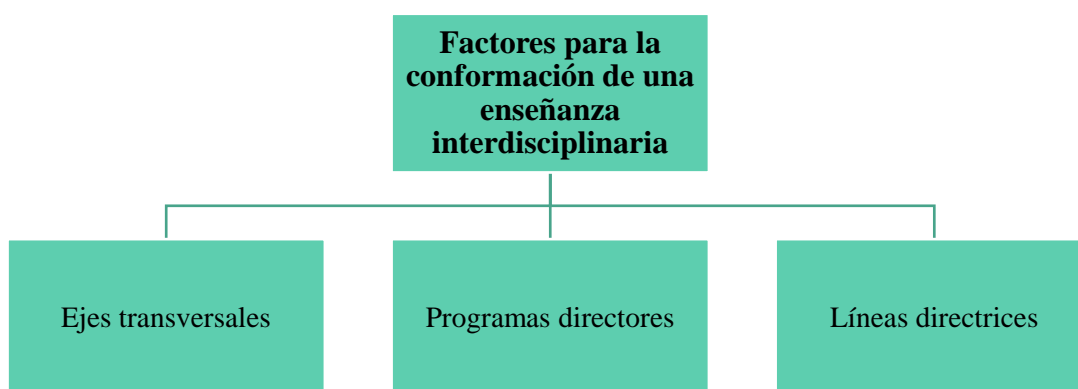 Factores para la
conformación de una
enseñanza
interdisciplinaria
Ejes transversales
Programas directores
Líneas directrices